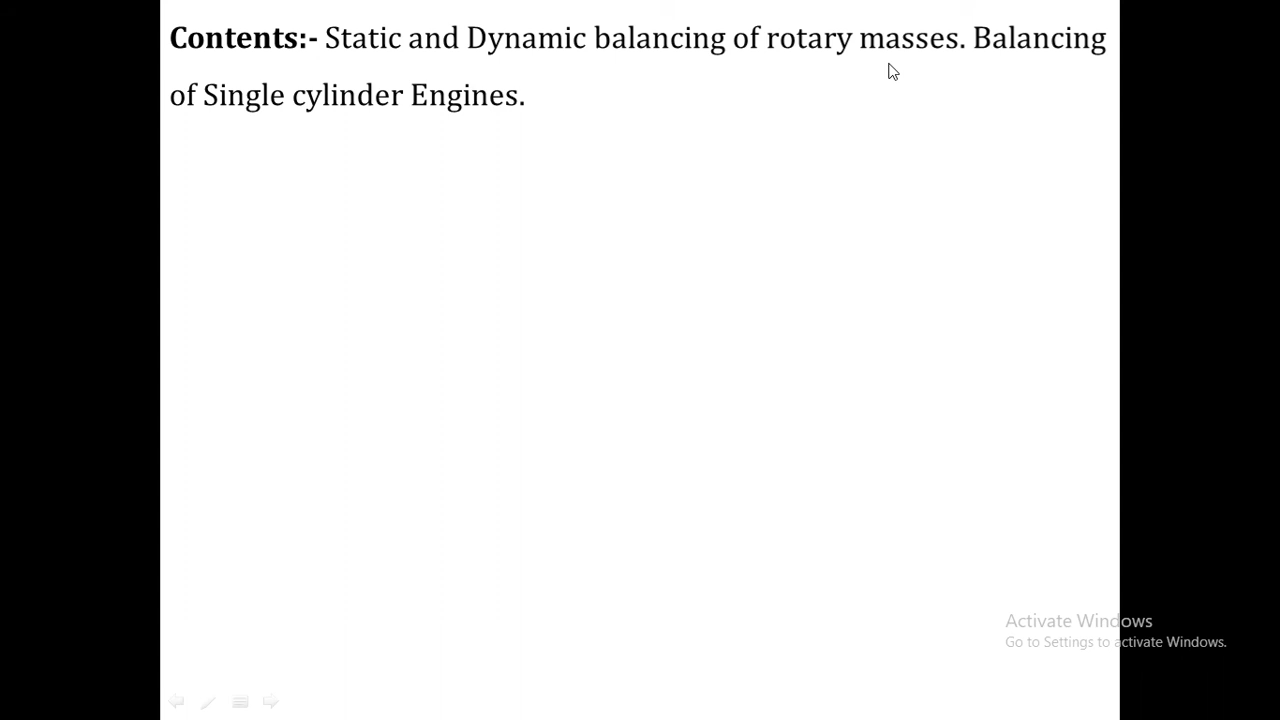 Contents:- Static and Dynamic balancing of rotary masses. Balancing
of Single cylinder Engines.
Activate Windows
Go to Settings to activate Windows.